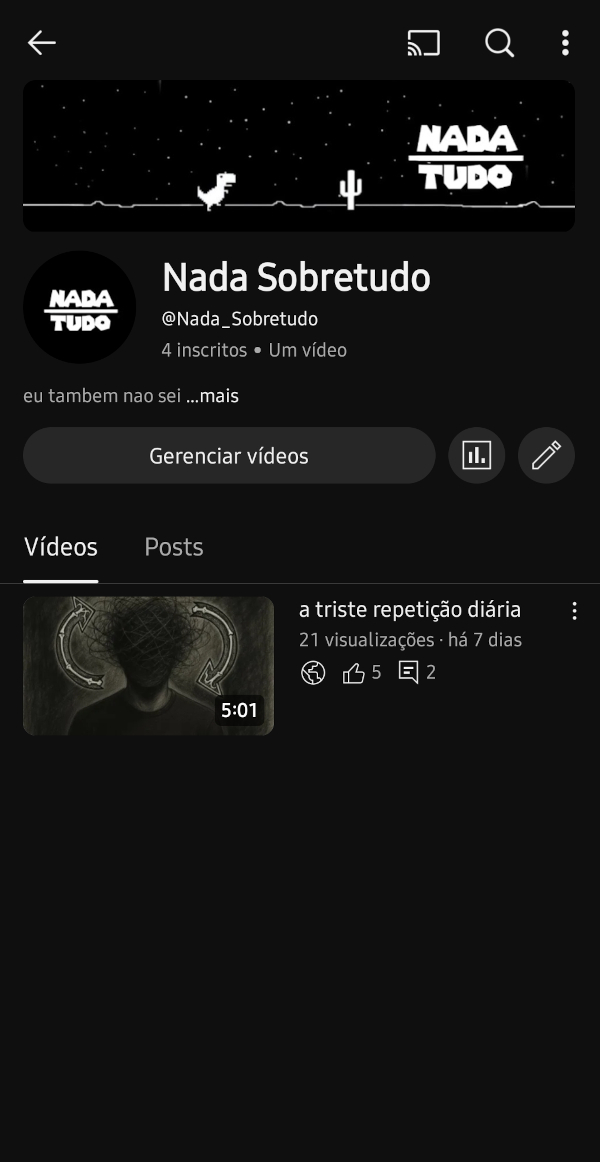 NADA
TUDO
NADA
TUDO
Nada Sobretudo
@Nada_Sobretudo
4 inscritos • Um vídeo
eu tambem nao sei ...mais
Gerenciar vídeos
Vídeos
Posts
a triste repetição diária
21 visualizações · há 7 dias
5
2
5:01